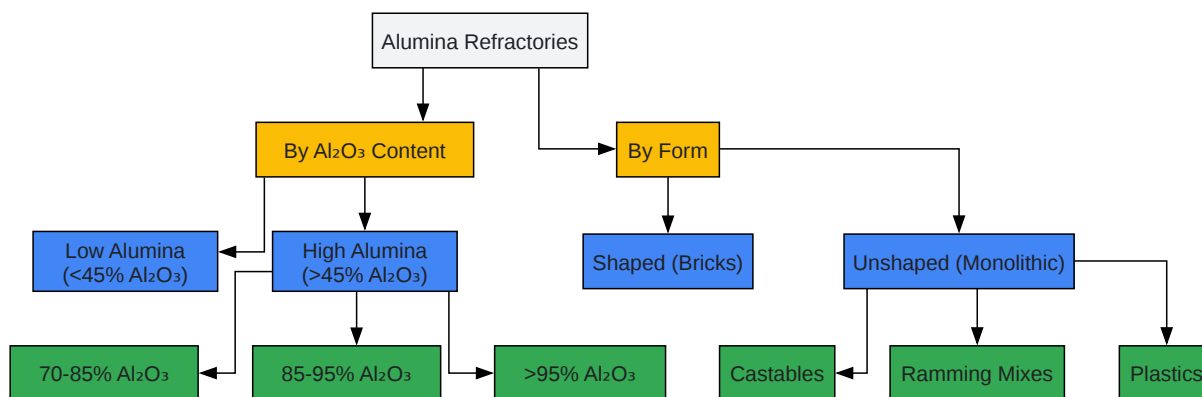 Alumina Refractories
By Al₂O₃ Content
By Form
Low Alumina
(<45% Al₂O₃)
High Alumina
(>45% Al₂O₃)
Shaped (Bricks)
Unshaped (Monolithic)
70-85% Al₂O₃
85-95% Al₂O₃
>95% Al₂O₃
Castables
Ramming Mixes
Plastics